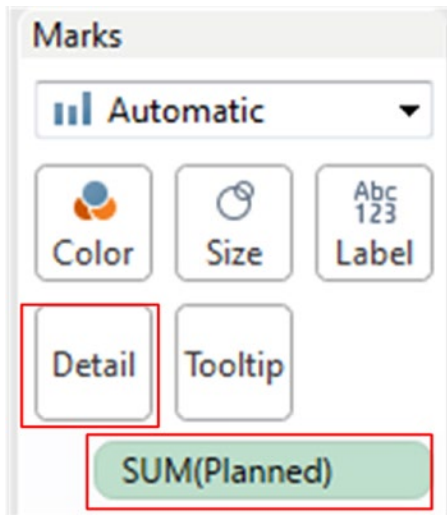 Marks
Automatic
Color Size Abc 123 Label
Detail Tooltip
SUM(Planned)